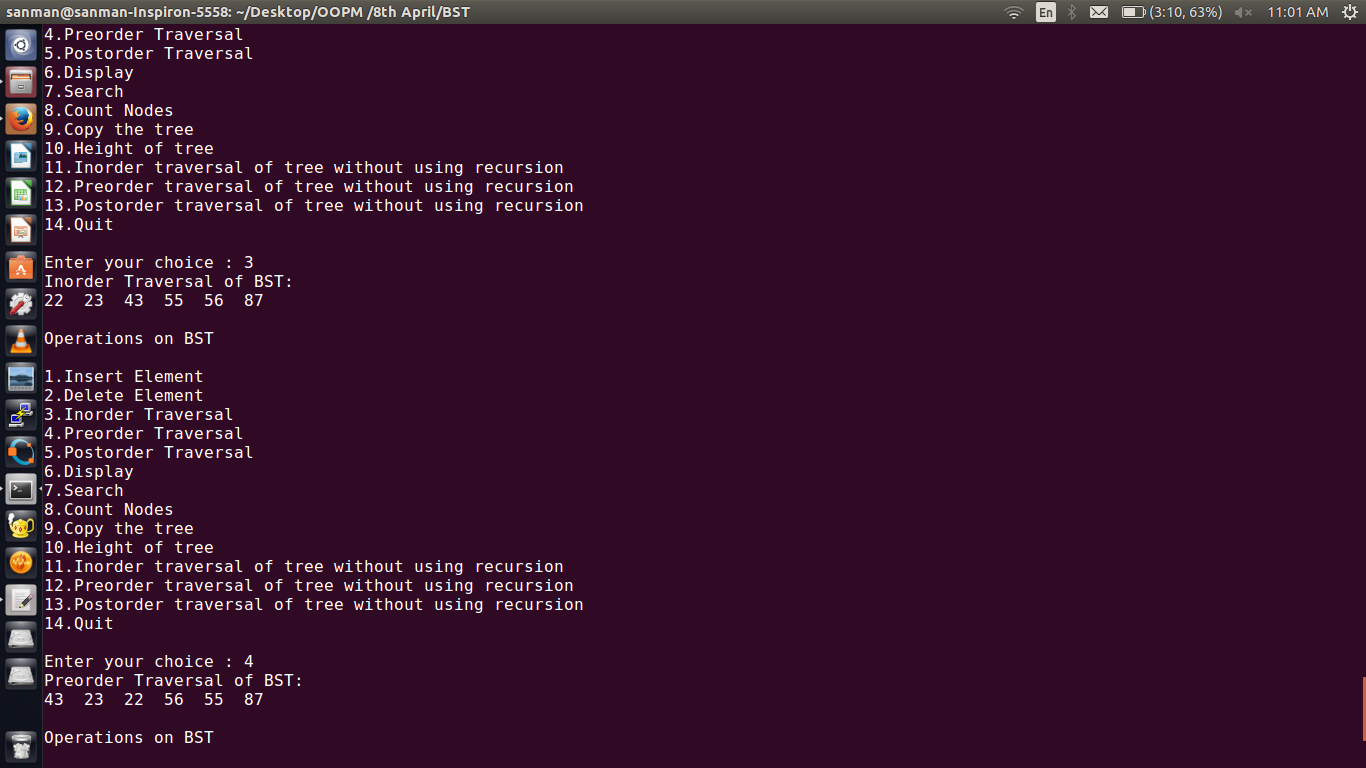 sanman@sanman-Inspiron-5558: ~/Desktop/OOPM /8th April/BST En (3:10, 63%) 11:01 AM
4.Preorder Traversal
5.Postorder Traversal
6.Display
7.Search
8.Count Nodes
9.Copy the tree
10.Height of tree
11.Inorder traversal of tree without using recursion
12.Preorder traversal of tree without using recursion
13.Postorder traversal of tree without using recursion
14.Quit
Enter your choice : 3
Inorder Traversal of BST:
22  23  43  55  56  87
Operations on BST
1.Insert Element
2.Delete Element
3.Inorder Traversal
4.Preorder Traversal
5.Postorder Traversal
6.Display
7.Search
8.Count Nodes
9.Copy the tree
10.Height of tree
11.Inorder traversal of tree without using recursion
12.Preorder traversal of tree without using recursion
13.Postorder traversal of tree without using recursion
14.Quit
Enter your choice : 4
Preorder Traversal of BST:
43  23  22  56  55  87
Operations on BST